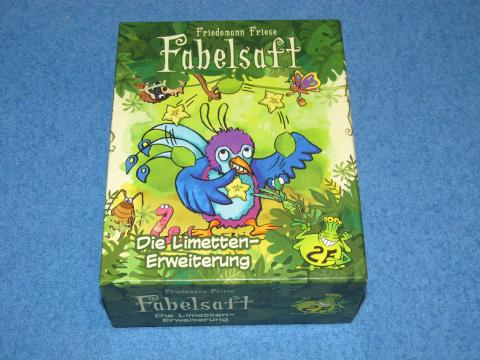 Friedemann Friese
Fabelsaft
Die Limetten-
Erweiterung
2F
Friedemann Friese
Fabelsaft
Die Limetten-
Erweiterung